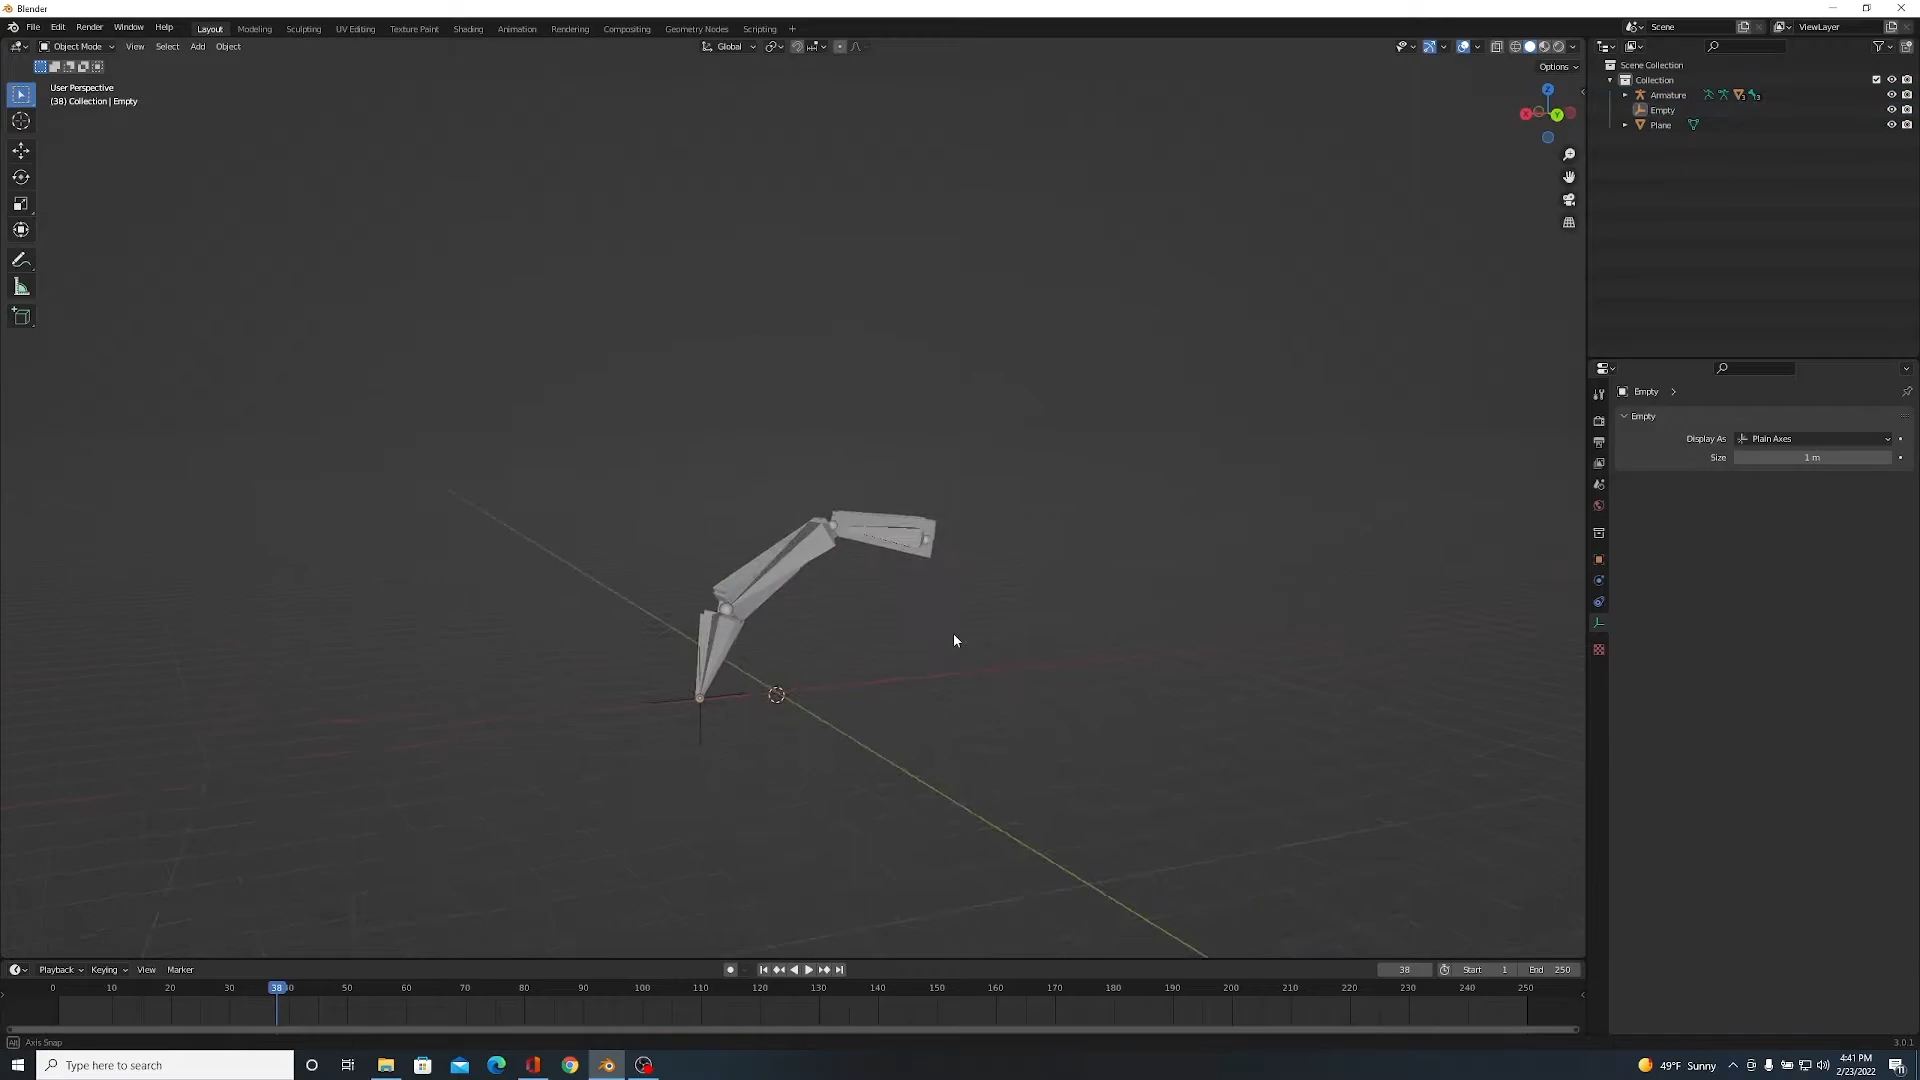 Blender
File Edit Render Window Help Layout Modeling Sculpting UV Editing Texture Paint Shading Animation Rendering Compositing Geometry Nodes Scripting + Scene ViewLayer
Object Mode View Select Add Object Global
Options
User Perspective
(38) Collection | Empty
Z
X Y
Scene Collection
Collection
Armature 3 3
Empty
Plane
Empty
Empty
Display As Plain Axes
Size 1 m
Playback Keying View Marker 38 Start 1 End 250
0 10 20 30 38 50 60 70 80 90 100 110 120 130 140 150 160 170 180 190 200 210 220 230 240 250
Alt Axis Snap 3.0.1
Type here to search 49°F Sunny 4:41 PM
2/23/2022